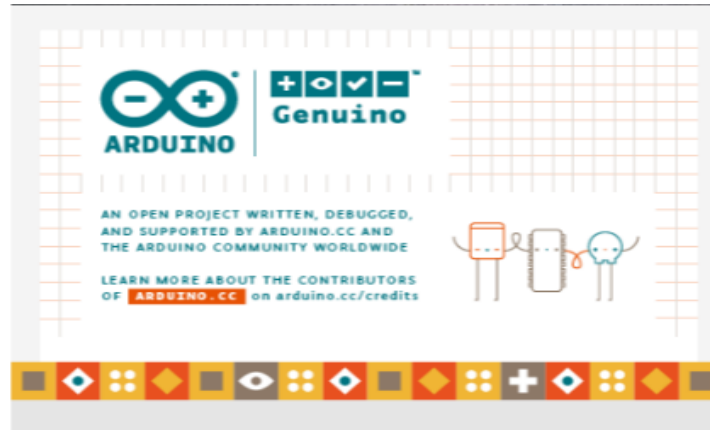 ARDUINO
Genuino
AN OPEN PROJECT WRITTEN, DEBUGGED,
AND SUPPORTED BY ARDUINO.CC AND
THE ARDUINO COMMUNITY WORLDWIDE
LEARN MORE ABOUT THE CONTRIBUTORS
OF ARDUINO.CC on arduino.cc/credits